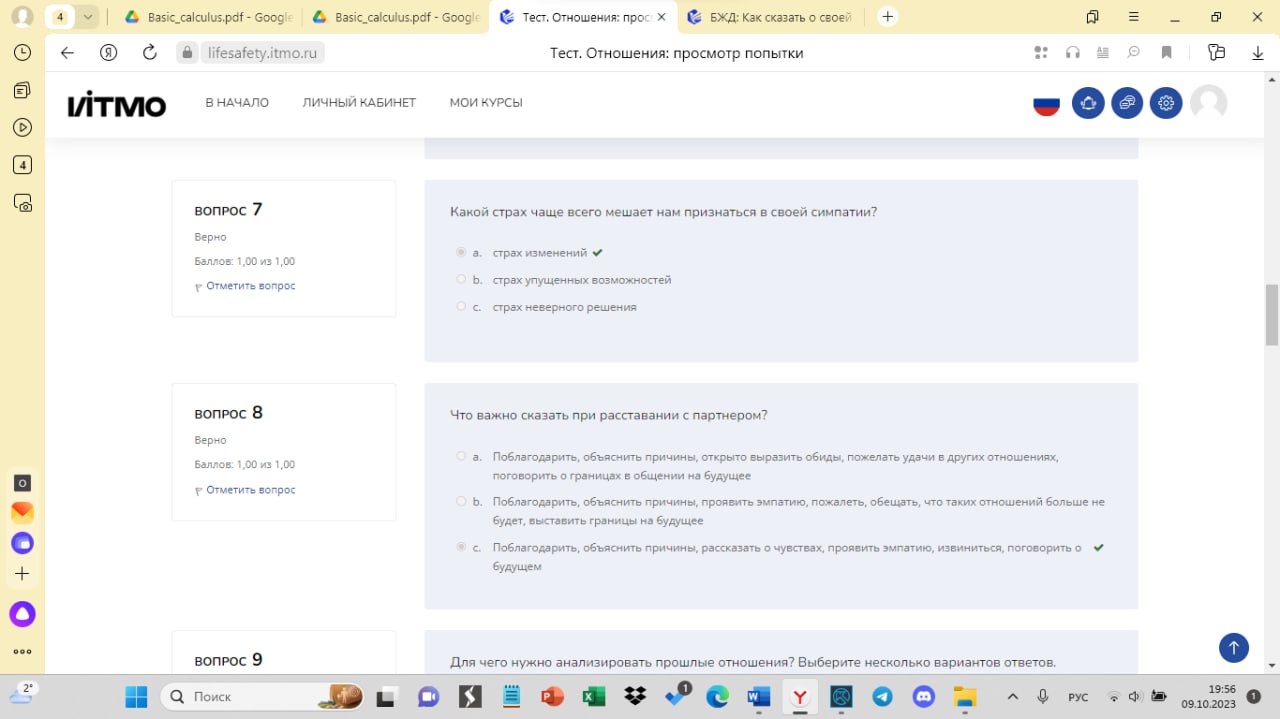 4
Basic_calculus.pdf - Google
Basic_calculus.pdf - Google
Тест. Отношения: прос
БЖД: Как сказать о своей
lifesafety.itmo.ru
Тест. Отношения: просмотр попытки
ИТМО
В НАЧАЛО
ЛИЧНЫЙ КАБИНЕТ
МОИ КУРСЫ
4
ВОПРОС 7
Верно
Баллов: 1,00 из 1,00
Отметить вопрос
Какой страх чаще всего мешает нам признаться в своей симпатии?
a. страх изменений
b. страх упущенных возможностей
c. страх неверного решения
ВОПРОС 8
Верно
Баллов: 1,00 из 1,00
Отметить вопрос
Что важно сказать при расставании с партнером?
a. Поблагодарить, объяснить причины, открыто выразить обиды, пожелать удачи в других отношениях,
поговорить о границах в общении на будущее
b. Поблагодарить, объяснить причины, проявить эмпатию, пожалеть, обещать, что таких отношений больше не
будет, выставить границы на будущее
c. Поблагодарить, объяснить причины, рассказать о чувствах, проявить эмпатию, извиниться, поговорить о
будущем
ВОПРОС 9
Для чего нужно анализировать прошлые отношения? Выберите несколько вариантов ответов.
2°
Поиск
1
РУС
19:56
09.10.2023
1